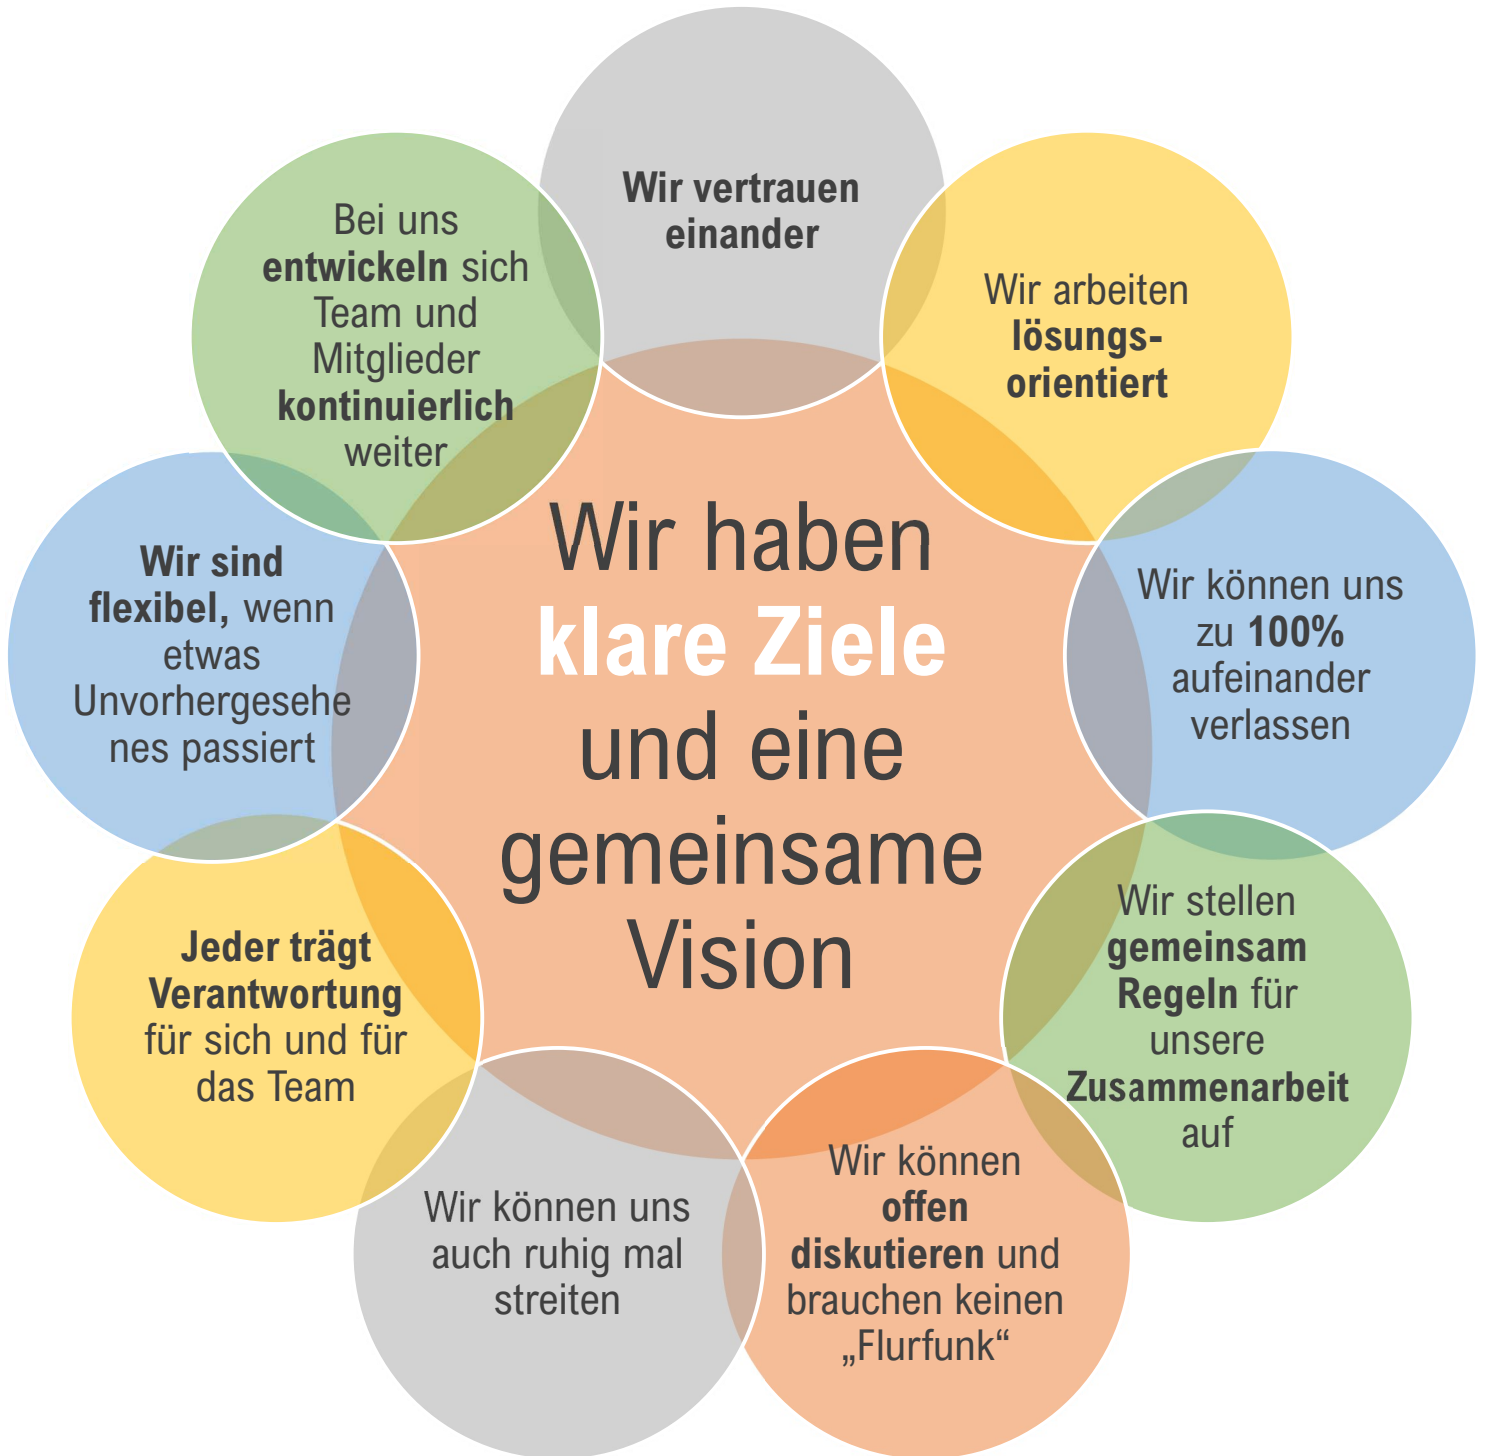 Wir vertrauen
einander
Wir arbeiten
lösungs-
orientiert
Wir können uns
zu 100%
aufeinander
verlassen
Wir stellen
gemeinsam
Regeln für
unsere
Zusammenarbeit
auf
Wir können
offen
diskutieren und
brauchen keinen
„Flurfunk“
Wir können uns
auch ruhig mal
streiten
Jeder trägt
Verantwortung
für sich und für
das Team
Wir sind
flexibel, wenn
etwas
Unvorhergesehe
nes passiert
Bei uns
entwickeln sich
Team und
Mitglieder
kontinuierlich
weiter
Wir haben
klare Ziele
und eine
gemeinsame
Vision